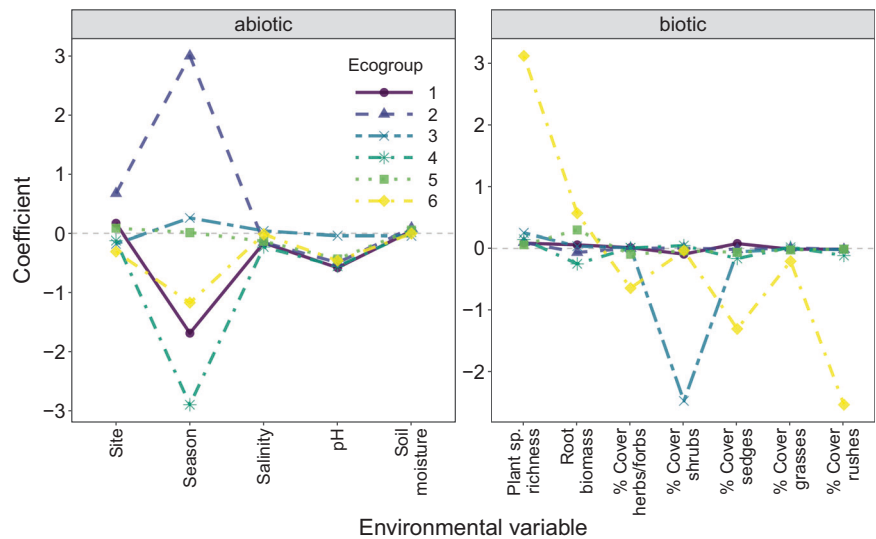 abiotic
biotic
Coefficient
3
2
1
0
−1
−2
−3
Ecogroup
1
2
3
4
5
6
3
2
1
0
−1
−2
Site
Season
Salinity
pH
Soil
moisture
Plant sp.
richness
Root
biomass
% Cover
herbs/forbs
% Cover
shrubs
% Cover
sedges
% Cover
grasses
% Cover
rushes
Environmental variable